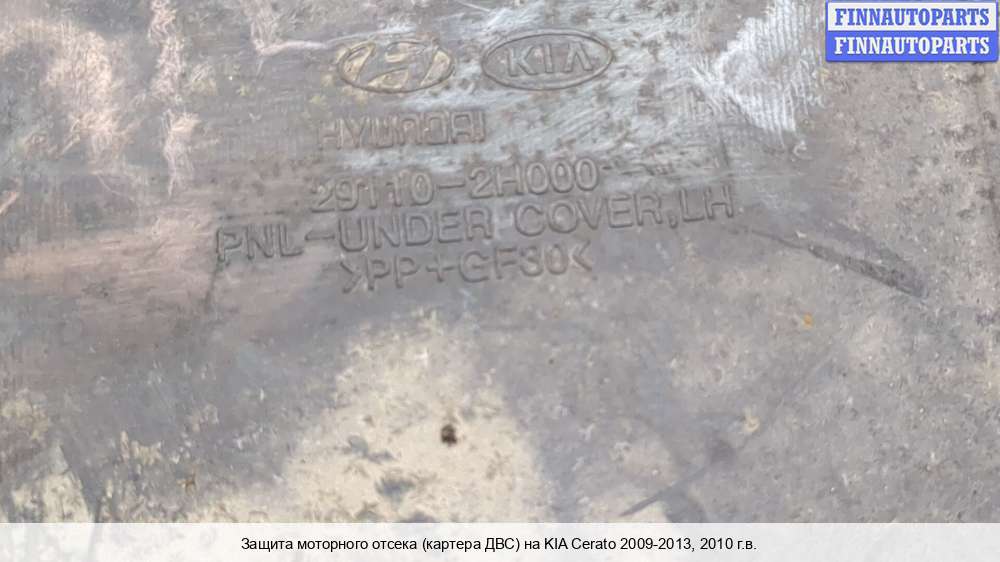 FINNAUTOPARTS
FINNAUTOPARTS
KIA
HYUNDAI
29110-2H000
PNL-UNDER COVER,LH
>PP+GF30<
Защита моторного отсека (картера ДВС) на KIA Cerato 2009-2013, 2010 г.в.